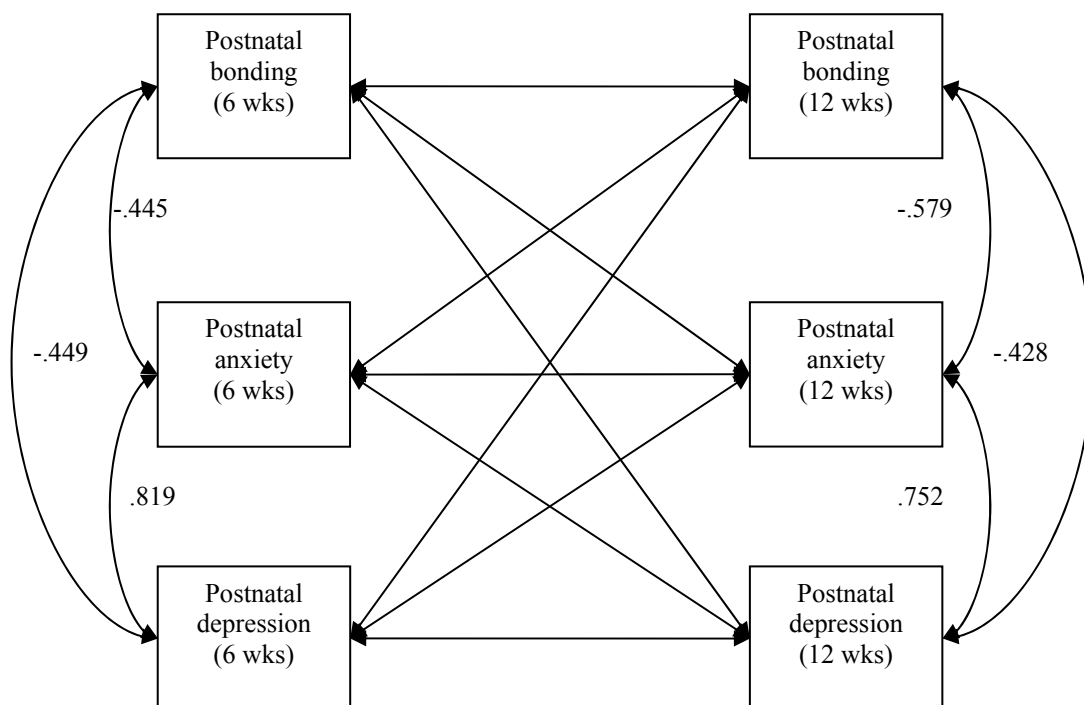 Postnatal
bonding
(6 wks)
Postnatal
bonding
(12 wks)
-.445
-.579
Postnatal
anxiety
(6 wks)
Postnatal
anxiety
(12 wks)
-.449
-.428
.819
.752
Postnatal
depression
(6 wks)
Postnatal
depression
(12 wks)